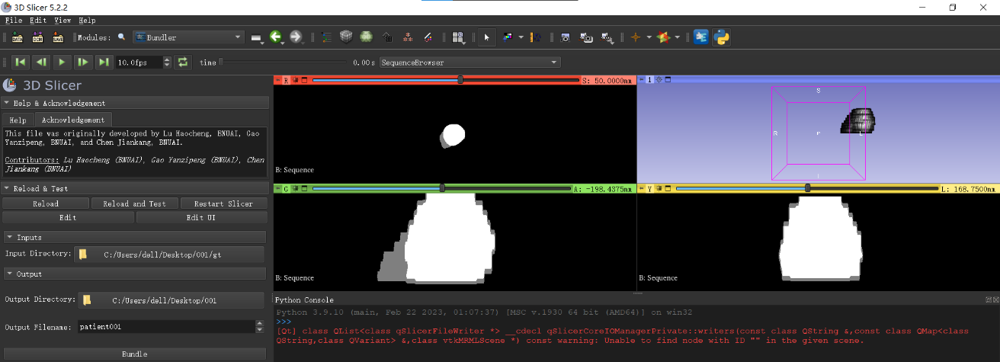 3D Slicer 5.2.2
File Edit View Help
DATA DCM SAVE Modules: Bundler
10.0fps time 0.00 s SequenceBrowser
3D Slicer
Help & Acknowledgement
Help Acknowledgement
This file was originally developed by Lu Haocheng, BNUAI, Gao
Yanzipeng, BNUAI, and Chen Jiankang, BNUAI.
Contributors: Lu Haocheng (BNUAI), Gao Yanzipeng (BNUAI), Chen
Jiankang (BNUAI)
Reload & Test
Reload Reload and Test Restart Slicer
Edit Edit UI
Inputs
Input Directory: C:/Users/dell/Desktop/001/gt
Output
Output Directory: C:/Users/dell/Desktop/001
Output Filename: patient001
Bundle
R S: 50.0000mm
B: Sequence
1
S
R P L
I
G A: -198.4375mm
B: Sequence
Y L: 168.7500mm
B: Sequence
Python Console
Python 3.9.10 (main, Feb 22 2023, 01:07:37) [MSC v.1930 64 bit (AMD64)] on win32
>>>
[Qt] class QList<class qSlicerFileWriter *> __cdecl qSlicerCoreIOManagerPrivate::writers(const class QString &,const class QMap<class
QString,class QVariant> &,class vtkMRMLScene *) const warning: Unable to find node with ID "" in the given scene.